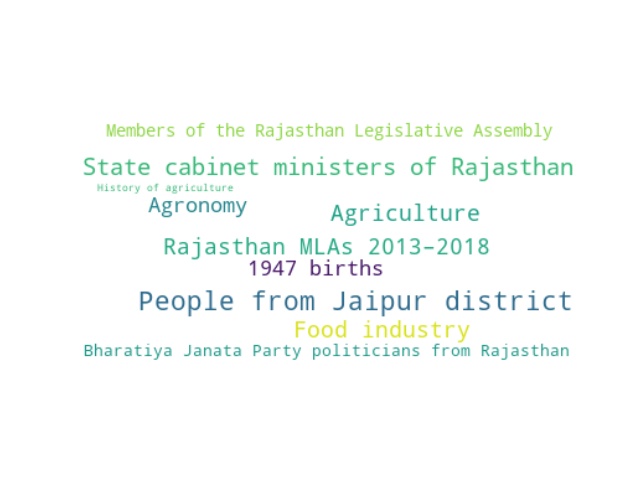 Members of the Rajasthan Legislative Assembly
State cabinet ministers of Rajasthan
History of agriculture
Agronomy
Agriculture
Rajasthan MLAs 2013–2018
1947 births
People from Jaipur district
Food industry
Bharatiya Janata Party politicians from Rajasthan